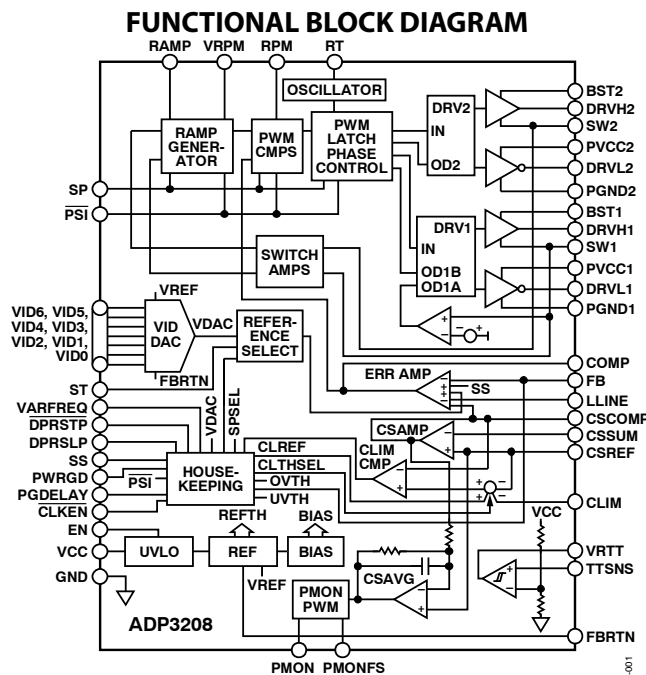 FUNCTIONAL BLOCK DIAGRAM
RAMP VRPM RPM RT
OSCILLATOR
RAMP
GENER-
ATOR
PWM
CMPS
PWM
LATCH
PHASE
CONTROL
DRV2
IN
OD2
BST2
DRVH2
SW2
PVCC2
DRVL2
PGND2
SP
PSI
SWITCH
AMPS
DRV1
IN
OD1B
OD1A
BST1
DRVH1
SW1
PVCC1
DRVL1
PGND1
VID6, VID5,
VID4, VID3,
VID2, VID1,
VID0
VREF
VID
DAC
FBRTN
VDAC
REFER-
ENCE
SELECT
ERR AMP
SS
COMP
FB
LLINE
CSCOMP
CSSUM
CSREF
CLIM
ST
VARFREQ
DPRSTP
DPRSLP
SS
PWRGD
PGDELAY
CLKEN
EN
VCC
GND
VDAC
SPSEL
PSI
HOUSE-
KEEPING
CLREF
CLTHSEL
OVTH
UVTH
CLIM
CMP
CSAMP
REFTH
BIAS
UVLO
REF
BIAS
VREF
CSAVG
PMON
PWM
VCC
VRTT
TTSNS
FBRTN
ADP3208
PMON PMONFS
-001